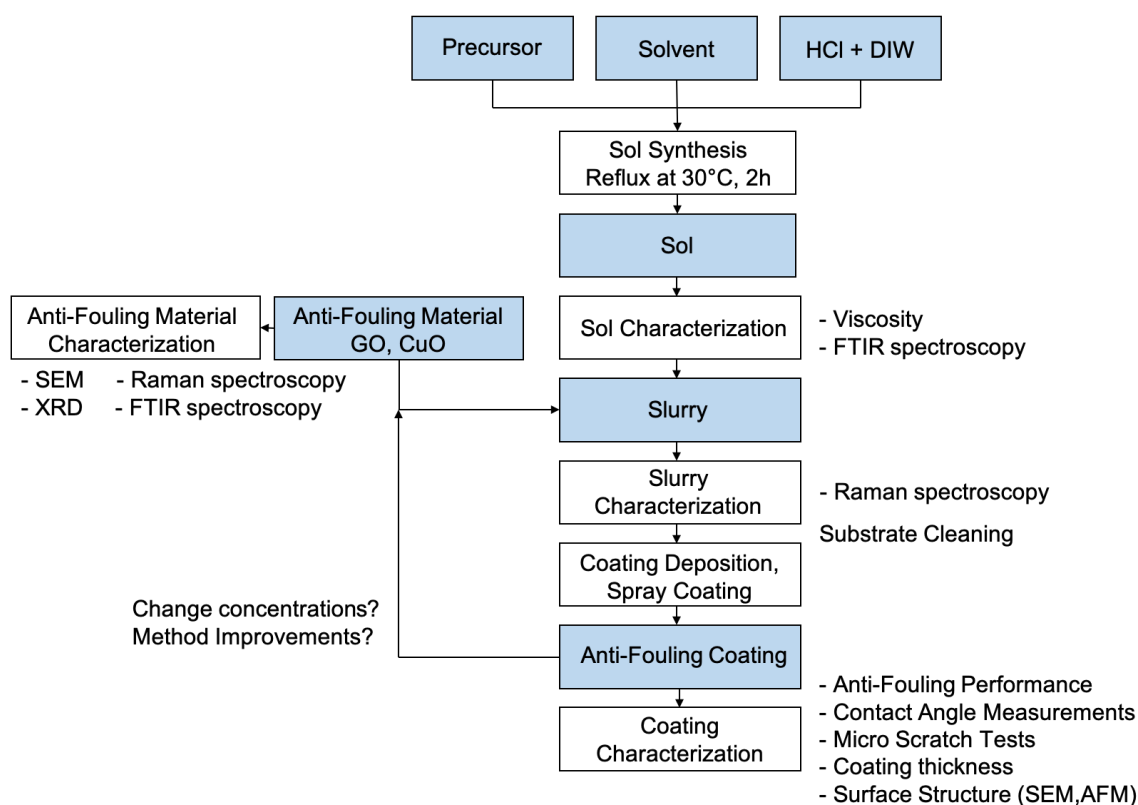 Precursor
Solvent
HCl + DIW
Sol Synthesis
Reflux at 30°C, 2h
Sol
Anti-Fouling Material
Characterization
Anti-Fouling Material
GO, CuO
Sol Characterization
- Viscosity
- FTIR spectroscopy
- SEM - Raman spectroscopy
- XRD - FTIR spectroscopy
Slurry
Slurry
Characterization
- Raman spectroscopy
Substrate Cleaning
Coating Deposition,
Spray Coating
Change concentrations?
Method Improvements?
Anti-Fouling Coating
Coating
Characterization
- Anti-Fouling Performance
- Contact Angle Measurements
- Micro Scratch Tests
- Coating thickness
- Surface Structure (SEM,AFM)